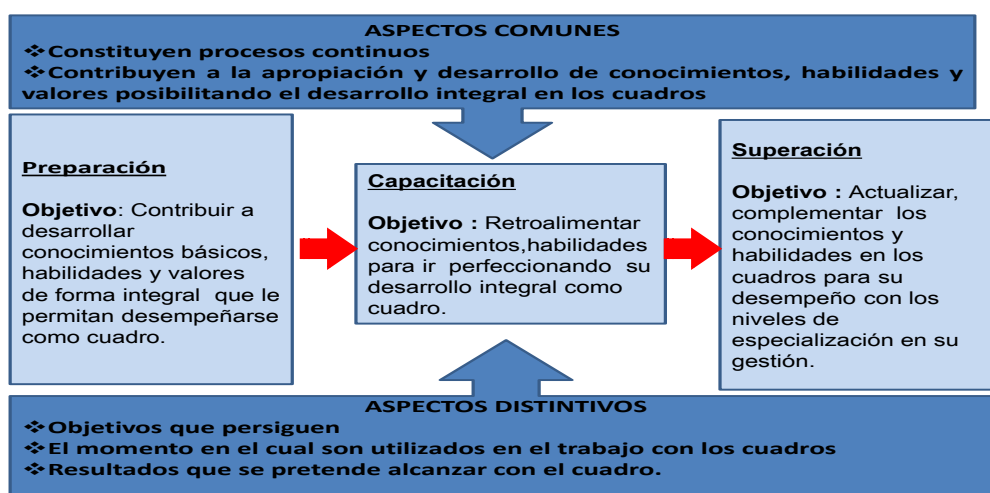 ASPECTOS COMUNES
❖Constituyen procesos continuos
❖Contribuyen a la apropiación y desarrollo de conocimientos, habilidades y
valores posibilitando el desarrollo integral en los cuadros
Preparación
Objetivo: Contribuir a
desarrollar
conocimientos básicos,
habilidades y valores
de forma integral que le
permitan desempeñarse
como cuadro.
Capacitación
Objetivo : Retroalimentar
conocimientos,habilidades
para ir perfeccionando su
desarrollo integral como
cuadro.
Superación
Objetivo : Actualizar,
complementar los
conocimientos y
habilidades en los
cuadros para su
desempeño con los
niveles de
especialización en su
gestión.
ASPECTOS DISTINTIVOS
❖Objetivos que persiguen
❖El momento en el cual son utilizados en el trabajo con los cuadros
❖Resultados que se pretende alcanzar con el cuadro.